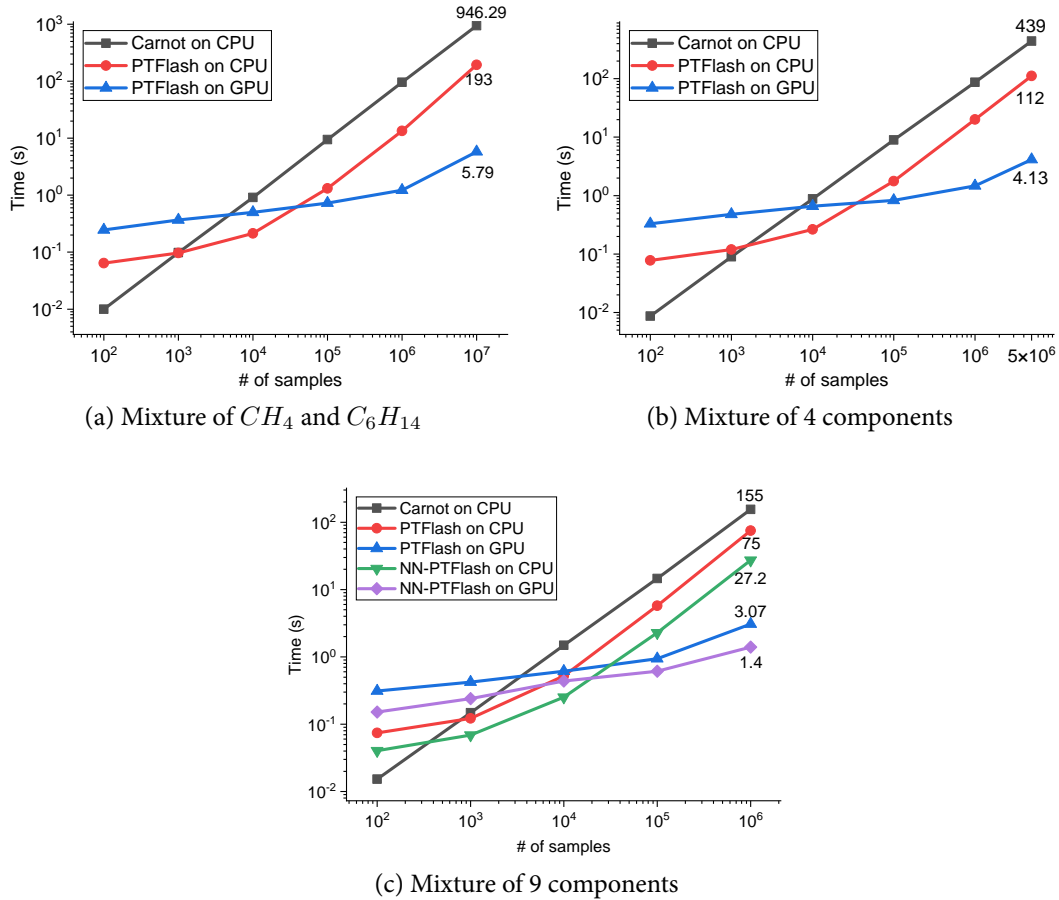 946.29
10³
Carnot on CPU
PTFlash on CPU
PTFlash on GPU
193
10²
10¹
5.79
10⁰
10⁻¹
10⁻²
Time (s)
10² 10³ 10⁴ 10⁵ 10⁶ 10⁷
# of samples
(a) Mixture of CH₄ and C₆H₁₄
439
Carnot on CPU
PTFlash on CPU
PTFlash on GPU
10²
112
10¹
4.13
10⁰
10⁻¹
10⁻²
Time (s)
10² 10³ 10⁴ 10⁵ 10⁶ 5×10⁶
# of samples
(b) Mixture of 4 components
155
Carnot on CPU
PTFlash on CPU
PTFlash on GPU
NN-PTFlash on CPU
NN-PTFlash on GPU
10²
75
27.2
10¹
3.07
10⁰
1.4
10⁻¹
10⁻²
Time (s)
10² 10³ 10⁴ 10⁵ 10⁶
# of samples
(c) Mixture of 9 components